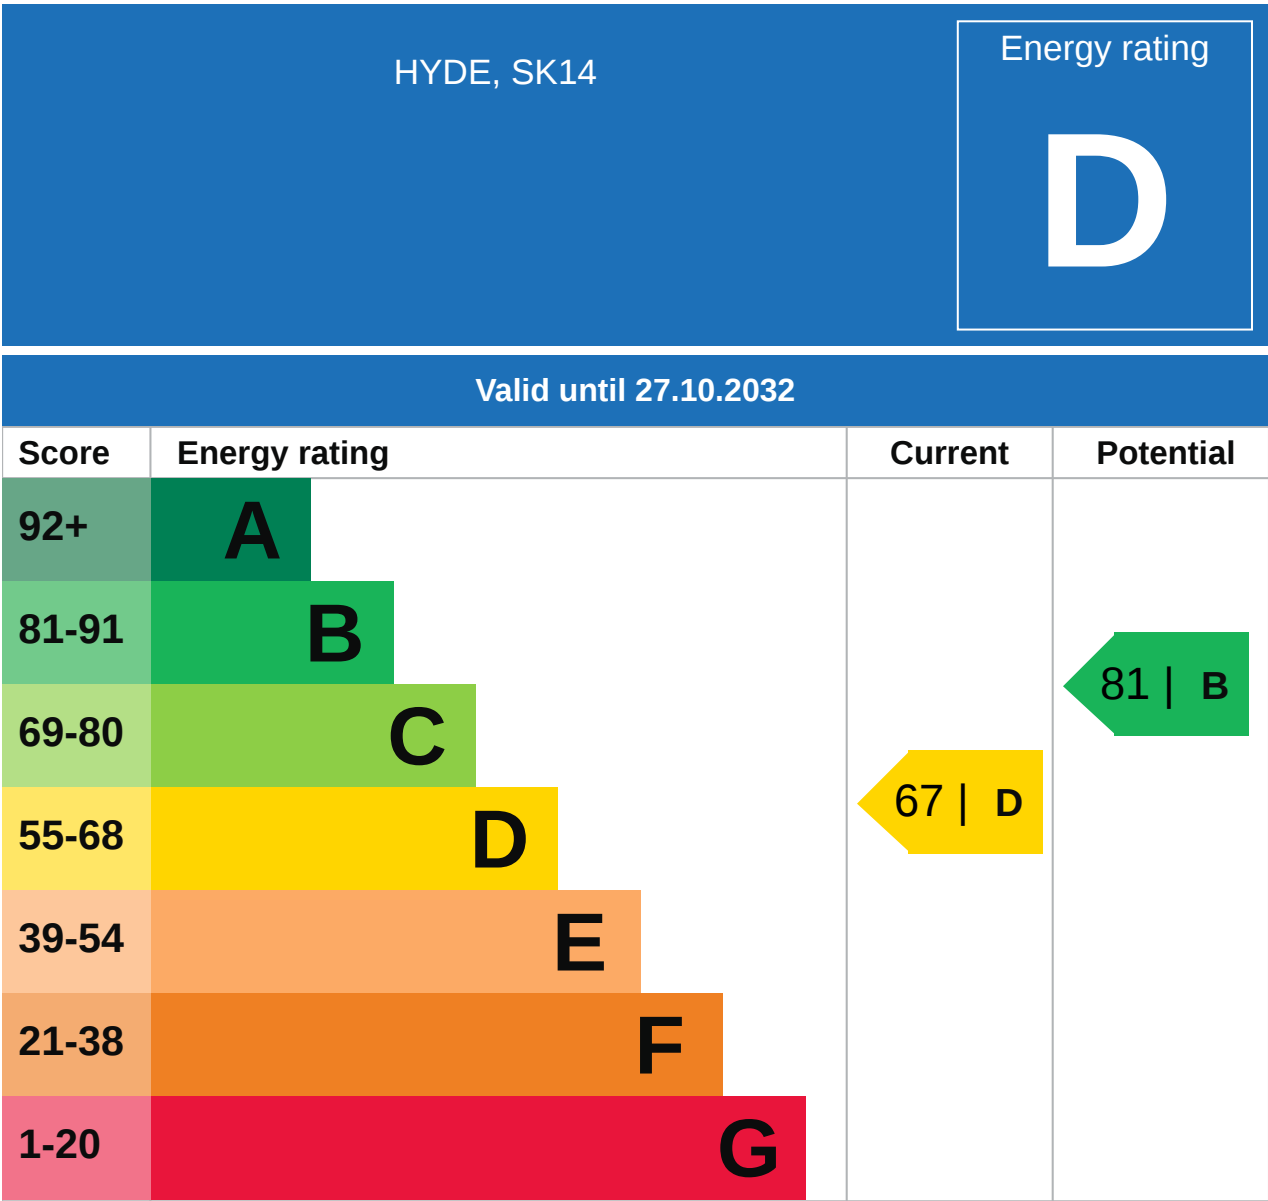 HYDE, SK14
Energy rating
D
Valid until 27.10.2032
Score Energy rating Current Potential
92+ A
81-91 B
81 | B
69-80 C
67 | D
55-68 D
39-54 E
21-38 F
1-20 G